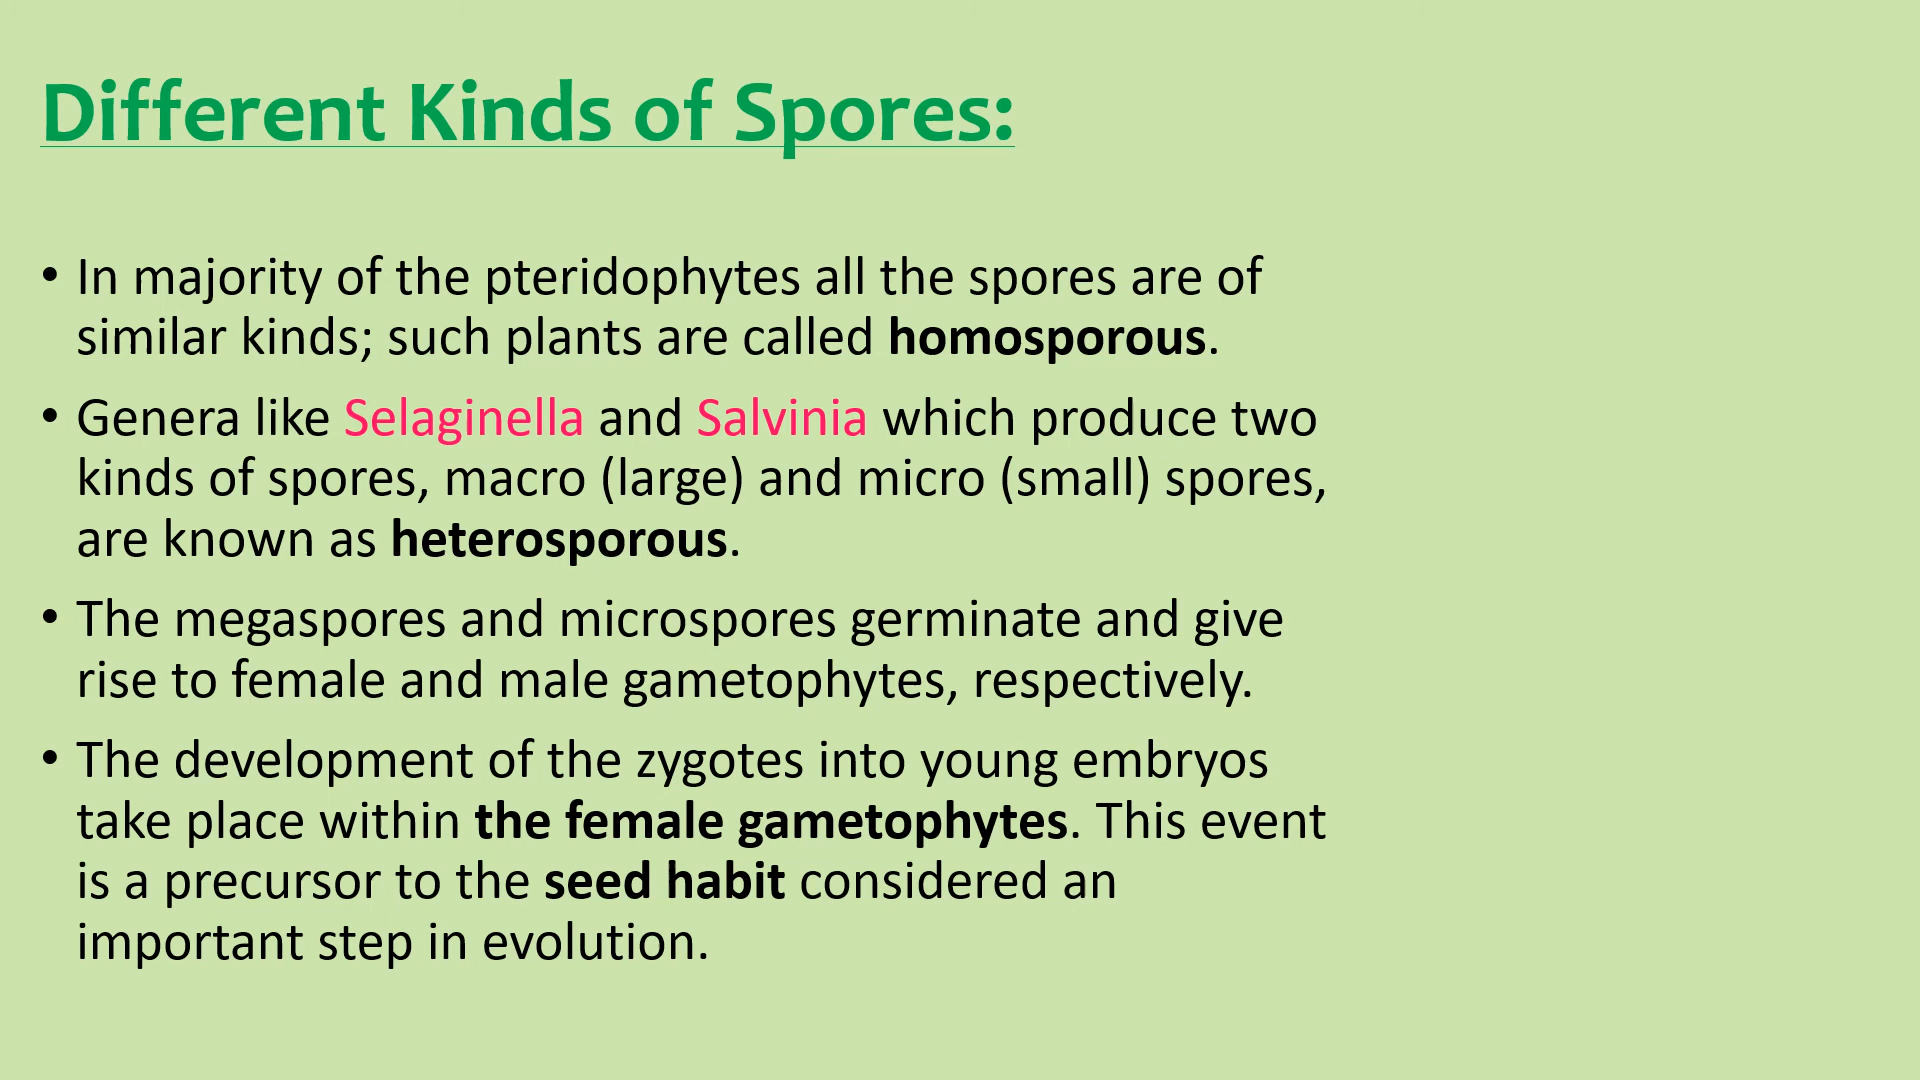 Different Kinds of Spores:
• In majority of the pteridophytes all the spores are of
similar kinds; such plants are called homosporous.
• Genera like Selaginella and Salvinia which produce two
kinds of spores, macro (large) and micro (small) spores,
are known as heterosporous.
• The megaspores and microspores germinate and give
rise to female and male gametophytes, respectively.
• The development of the zygotes into young embryos
take place within the female gametophytes. This event
is a precursor to the seed habit considered an
important step in evolution.